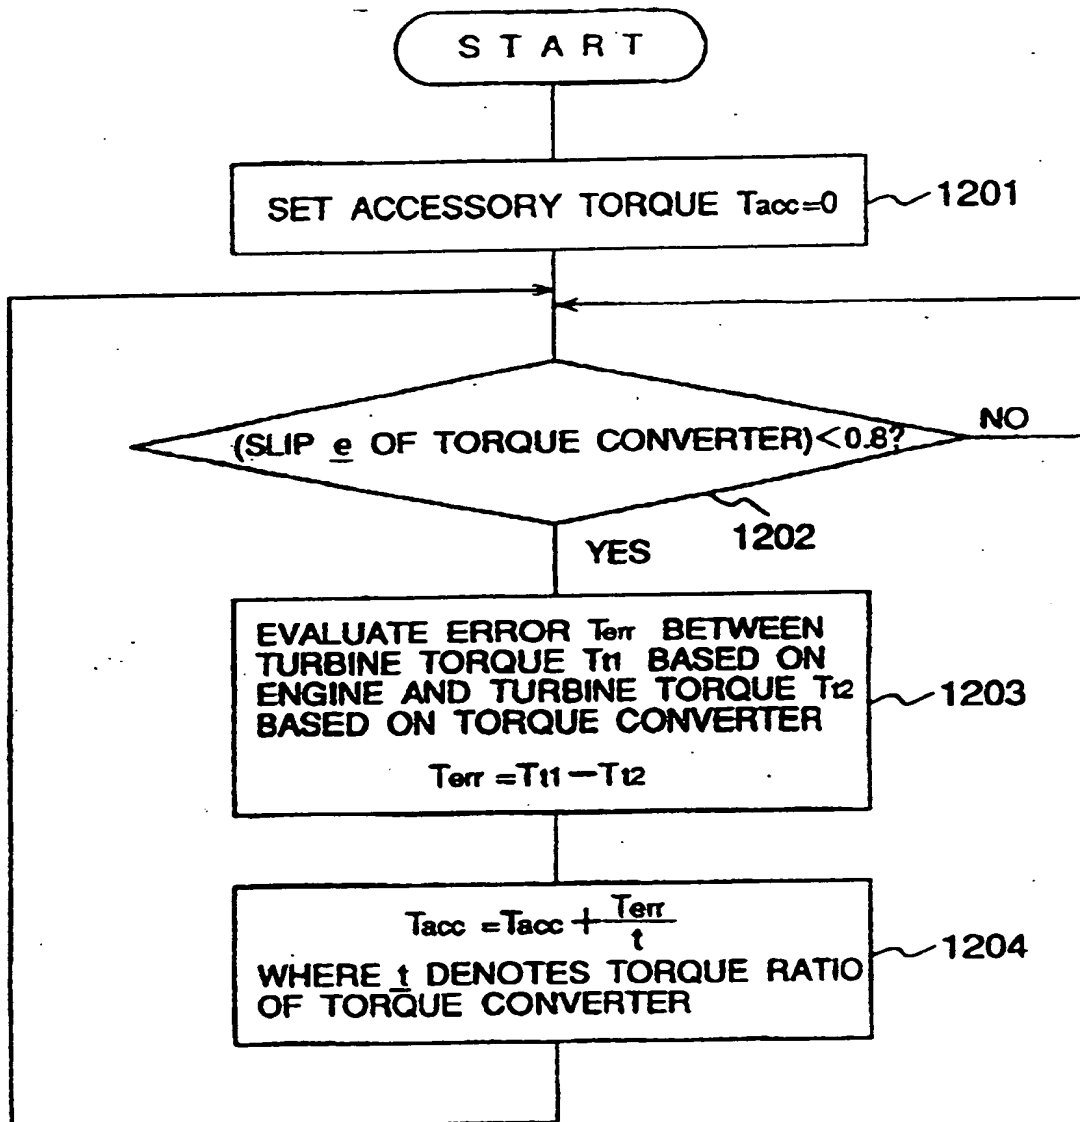 START
SET ACCESSORY TORQUE Tacc=0
1201
(SLIP e OF TORQUE CONVERTER)<0.8?
NO
1202
YES
EVALUATE ERROR Terr BETWEEN
TURBINE TORQUE Tt1 BASED ON
ENGINE AND TURBINE TORQUE Tt2
BASED ON TORQUE CONVERTER
Terr=Tt1-Tt2
1203
Tacc=Tacc+Terr/t
WHERE t DENOTES TORQUE RATIO
OF TORQUE CONVERTER
1204